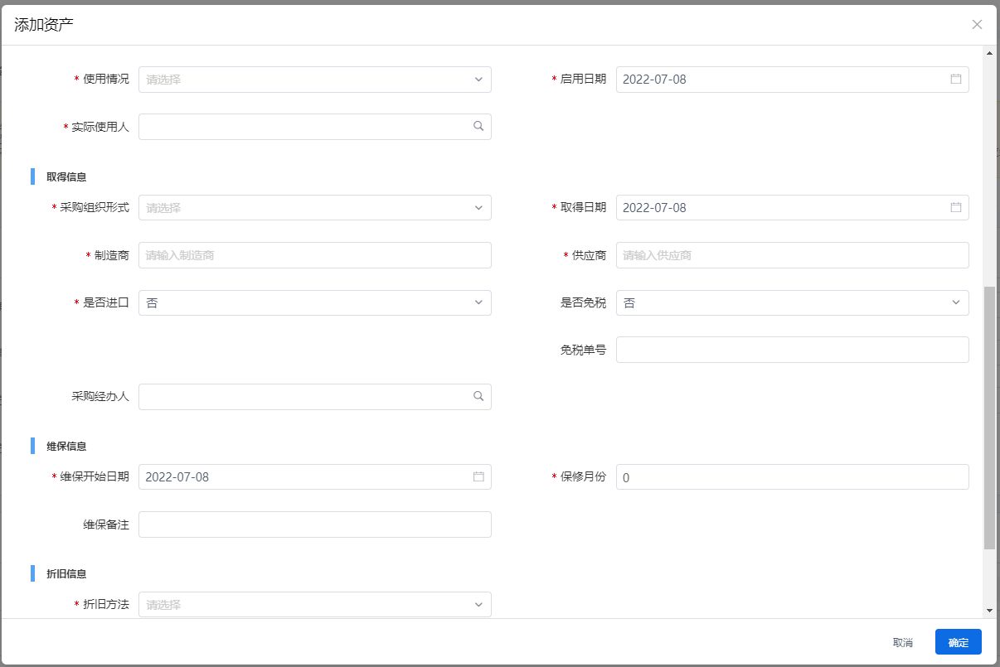 添加资产
* 使用情况 请选择 * 启用日期 2022-07-08
* 实际使用人
取得信息
* 采购组织形式 请选择 * 取得日期 2022-07-08
* 制造商 请输入制造商 * 供应商 请输入供应商
* 是否进口 否 是否免税 否
免税单号
采购经办人
维保信息
* 维保开始日期 2022-07-08 * 保修月份 0
维保备注
折旧信息
* 折旧方法 请选择
取消 确定